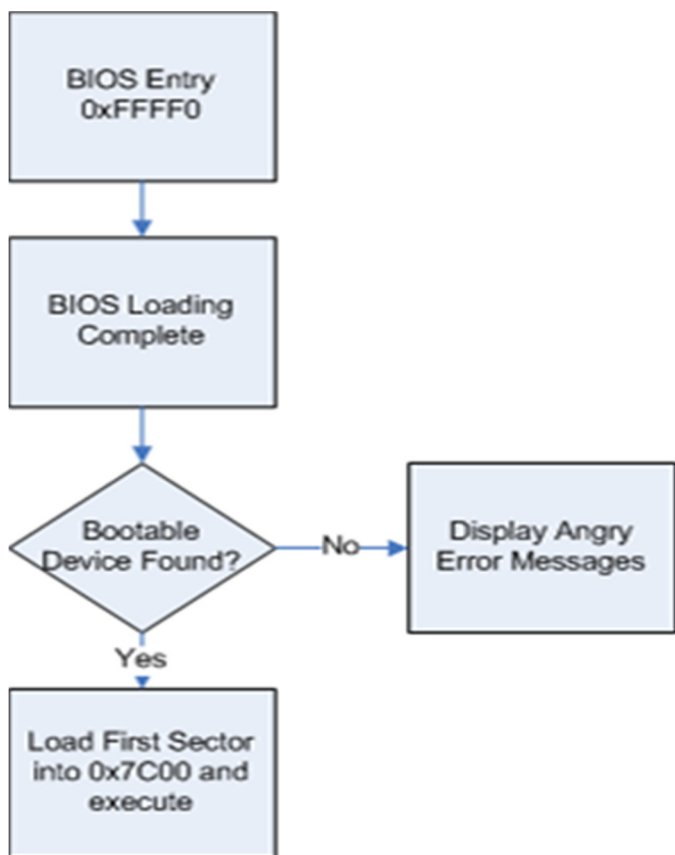 BIOS Entry
0xFFFF0
BIOS Loading
Complete
Bootable
Device Found?
No
Display Angry
Error Messages
Yes
Load First Sector
into 0x7C00 and
execute